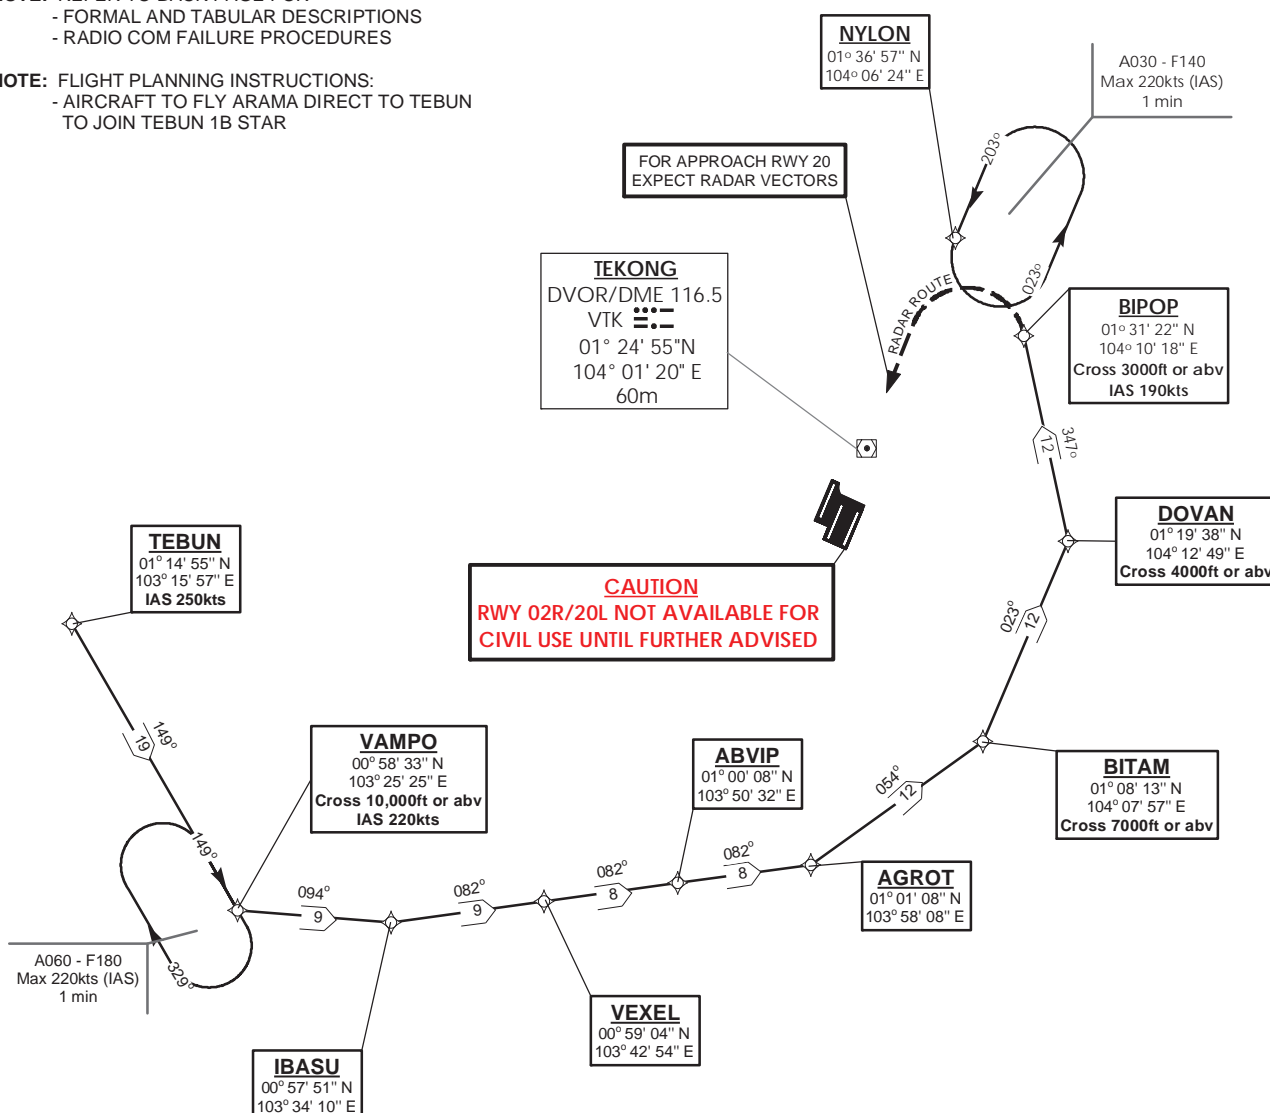 - FORMAL AND TABULAR DESCRIPTIONS
- RADIO COM FAILURE PROCEDURES
NOTE: FLIGHT PLANNING INSTRUCTIONS:
- AIRCRAFT TO FLY ARAMA DIRECT TO TEBUN
TO JOIN TEBUN 1B STAR
NYLON
01° 36' 57" N
104° 06' 24" E
A030 - F140
Max 220kts (IAS)
1 min
203°
023°
FOR APPROACH RWY 20
EXPECT RADAR VECTORS
RADAR ROUTE
TEKONG
DVOR/DME 116.5
VTK
01° 24' 55"N
104° 01' 20" E
60m
BIPOP
01° 31' 22" N
104° 10' 18" E
Cross 3000ft or abv
IAS 190kts
347°
12
DOVAN
01° 19' 38" N
104° 12' 49" E
Cross 4000ft or abv
TEBUN
01° 14' 55" N
103° 15' 57" E
IAS 250kts
CAUTION
RWY 02R/20L NOT AVAILABLE FOR
CIVIL USE UNTIL FURTHER ADVISED
023°
12
149°
19
VAMPO
00° 58' 33" N
103° 25' 25" E
Cross 10,000ft or abv
IAS 220kts
ABVIP
01° 00' 08" N
103° 50' 32" E
054°
12
BITAM
01° 08' 13" N
104° 07' 57" E
Cross 7000ft or abv
149°
329°
094°
9
082°
9
082°
8
082°
8
AGROT
01° 01' 08" N
103° 58' 08" E
A060 - F180
Max 220kts (IAS)
1 min
VEXEL
00° 59' 04" N
103° 42' 54" E
IBASU
00° 57' 51" N
103° 34' 10" E